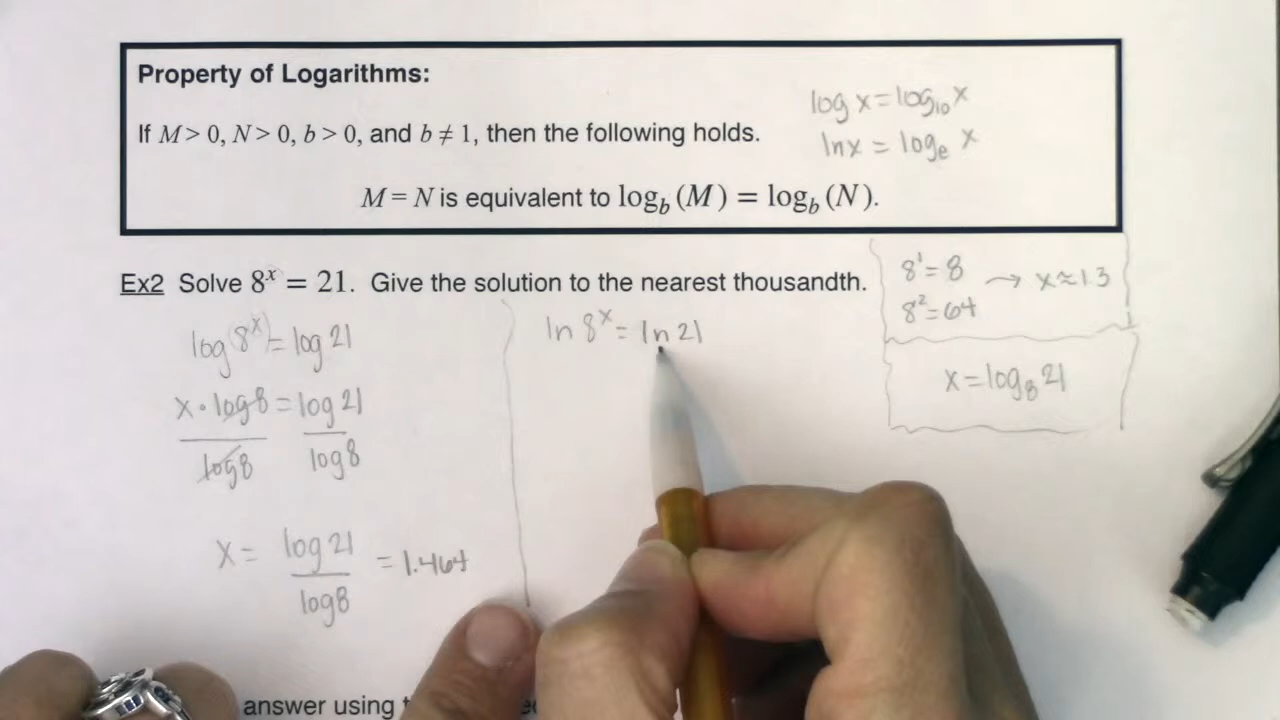 Property of Logarithms:
If M > 0, N > 0, b > 0, and b ≠ 1, then the following holds.
M = N is equivalent to log_b (M) = log_b (N).
log x = log₁₀ x
ln x = logₑ x
Ex2 Solve 8ˣ = 21. Give the solution to the nearest thousandth.
log(8ˣ) = log 21
x • log 8 = log 21
log 8 log 8
x = log 21 / log 8 = 1.464
ln 8ˣ = ln 21
8¹ = 8
8² = 64
→ x ≈ 1.3
x = log₈ 21
answer using